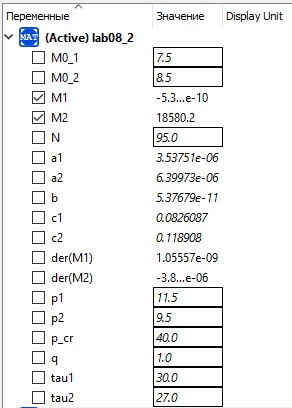 Переменные Значение Display Unit
MAT (Active) lab08_2
M0_1 7.5
M0_2 8.5
M1 -5.3...e-10
M2 18580.2
N 95.0
a1 3.53751e-06
a2 6.39973e-06
b 5.37679e-11
c1 0.0826087
c2 0.118908
der(M1) 1.05557e-09
der(M2) -3.8...e-06
p1 11.5
p2 9.5
p_cr 40.0
q 1.0
tau1 30.0
tau2 27.0